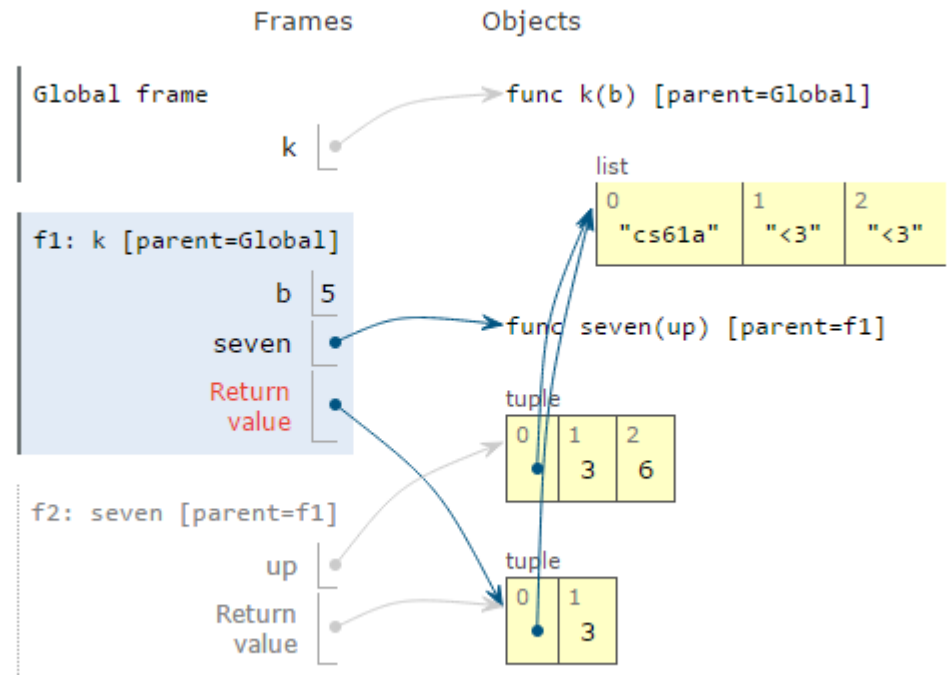 Frames Objects
Global frame
func k(b) [parent=Global]
k
list
0 1 2
"cs61a" "<3" "<3"
f1: k [parent=Global]
b 5
seven
func seven(up) [parent=f1]
Return
value
tuple
0 1 2
3 6
f2: seven [parent=f1]
up
tuple
0 1
3
Return
value